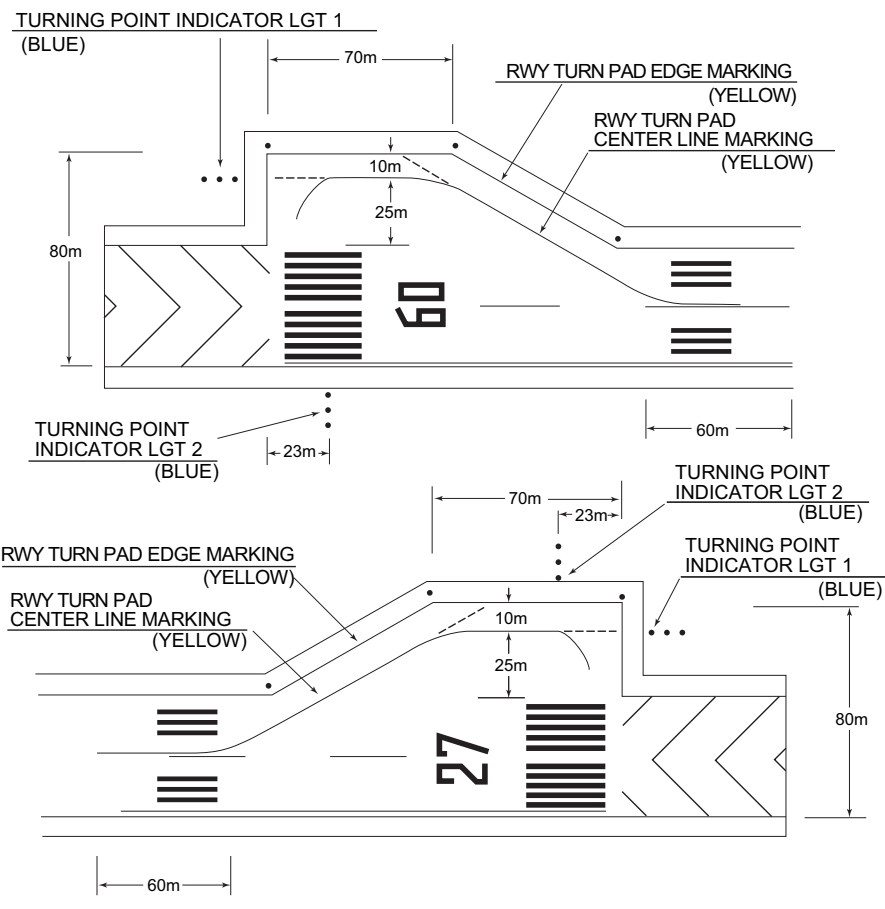 TURNING POINT INDICATOR LGT 1
(BLUE)
70m
RWY TURN PAD EDGE MARKING
(YELLOW)
RWY TURN PAD
CENTER LINE MARKING
(YELLOW)
10m
25m
80m
09
TURNING POINT
INDICATOR LGT 2
(BLUE)
23m
60m
TURNING POINT
INDICATOR LGT 2
(BLUE)
70m
23m
TURNING POINT
INDICATOR LGT 1
(BLUE)
RWY TURN PAD EDGE MARKING
(YELLOW)
RWY TURN PAD
CENTER LINE MARKING
(YELLOW)
10m
25m
80m
27
60m